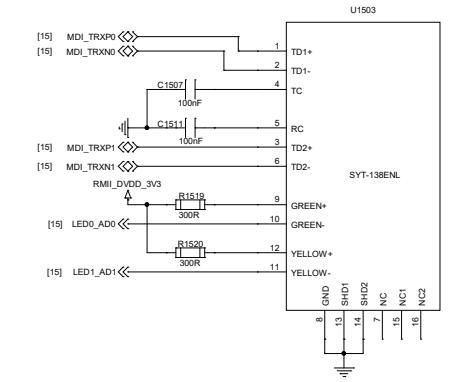 U1503
[15] MDI_TRXP0 1 TD1+
[15] MDI_TRXN0 2 TD1-
C1507 4 TC
100nF
C1511 5 RC
100nF
[15] MDI_TRXP1 3 TD2+
[15] MDI_TRXN1 6 TD2-
SYT-138ENL
RMII_DVDD_3V3
R1519 9 GREEN+
300R
[15] LED0_AD0 10 GREEN-
R1520 12 YELLOW+
300R
[15] LED1_AD1 11 YELLOW-
GND SHD1 SHD2 NC NC1 NC2
8 13 14 7 15 16